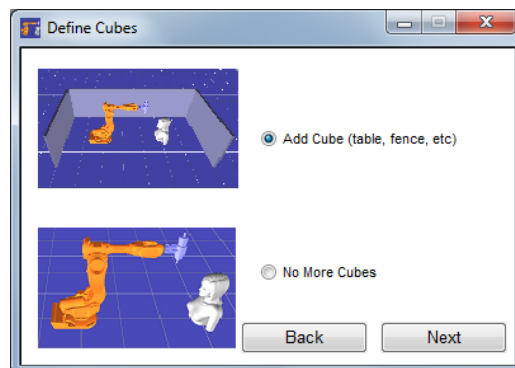 Define Cubes
Add Cube (table, fence, etc)
No More Cubes
Back
Next